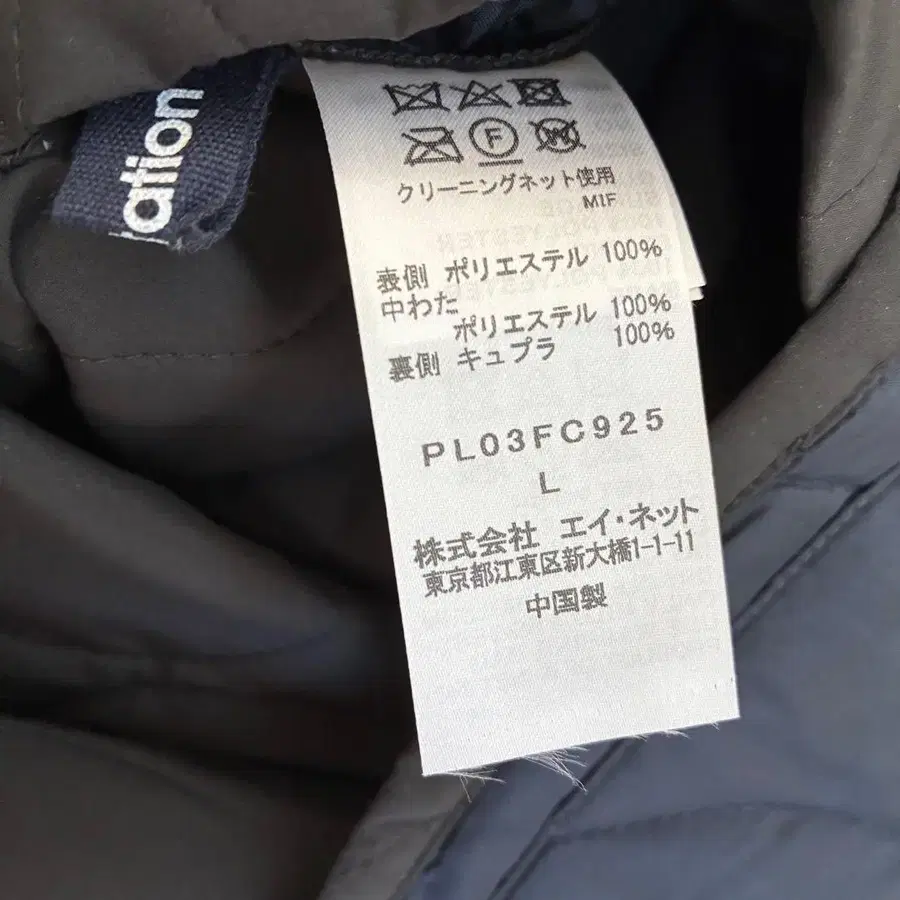 ation
F
W
クリーニングネット使用
MIF
表側 ポリエステル 100%
中わた
ポリエステル 100%
裏側 キュプラ 100%
PL03FC925
L
株式会社 エイ・ネット
東京都江東区新大橋1-1-11
中国製